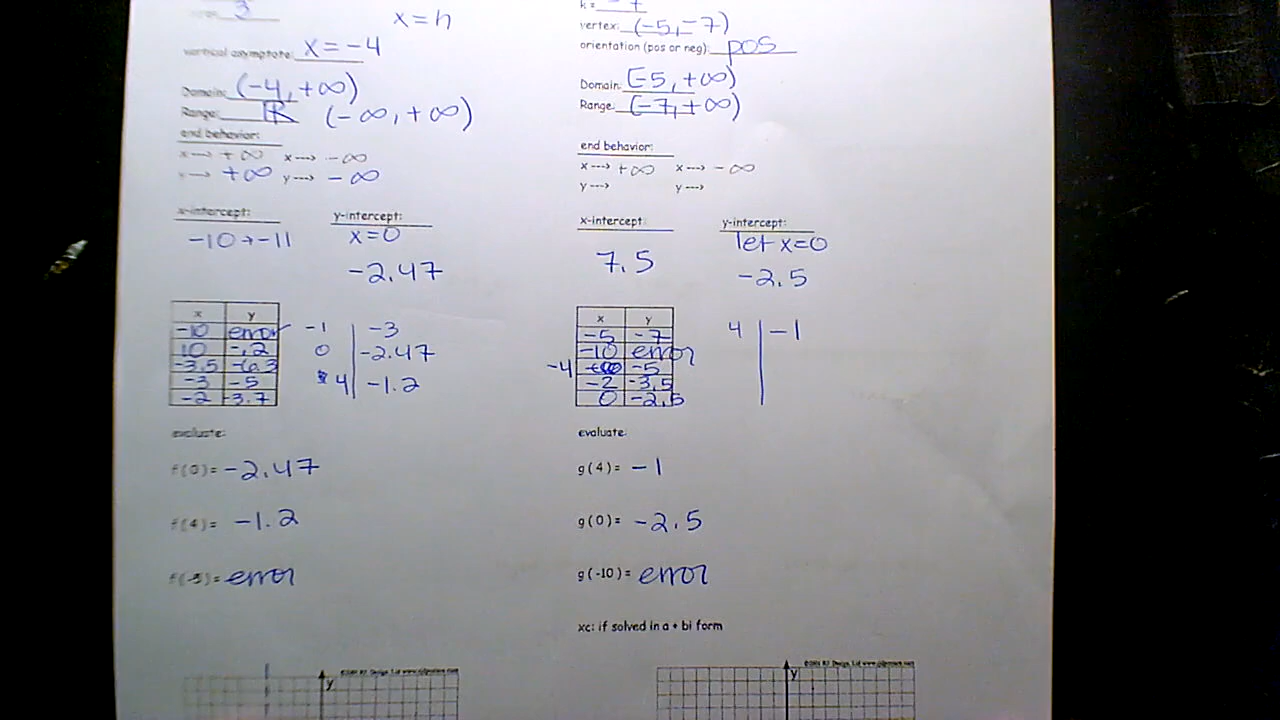 3
x = h
vertical asymptote: x = -4
Domain: (-4, +∞)
Range: ℝ (-∞, +∞)
end behavior:
x ---> +∞ x ---> -∞
y ---> +∞ y ---> -∞
x-intercept:
-10 → -11
y-intercept:
x=0
-2.47
x y
-10 error
10 -.2
-3.5 -6.3
-3 -5
-2 -3.7
-1 -3
0 -2.47
4 -1.2
evaluate:
f(0) = -2.47
f(4) = -1.2
f(-5) = error
©2001 RJ Design, Ltd
y
k =
vertex: (-5, -7)
orientation (pos or neg): pos
Domain: [-5, +∞)
Range: (-7, +∞)
end behavior:
x ---> +∞ x ---> -∞
y ---> y --->
x-intercept:
7.5
y-intercept:
let x=0
-2.5
x y
-5 -7
-10 error
-4 -5
-2 -3.5
0 -2.5
4 -1
evaluate:
g(4) = -1
g(0) = -2.5
g(-10) = error
xc: if solved in a + bi form
y